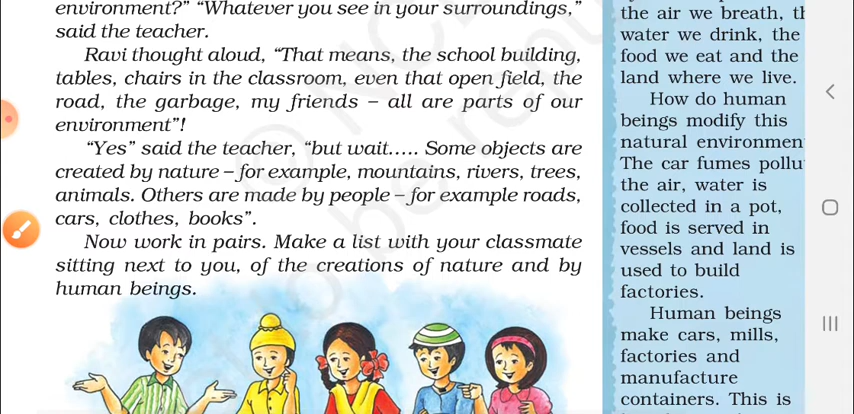 environment?” “Whatever you see in your surroundings,”
said the teacher.
Ravi thought aloud, “That means, the school building,
tables, chairs in the classroom, even that open field, the
road, the garbage, my friends – all are parts of our
environment”!
“Yes” said the teacher, “but wait..... Some objects are
created by nature – for example, mountains, rivers, trees,
animals. Others are made by people – for example roads,
cars, clothes, books”.
Now work in pairs. Make a list with your classmate
sitting next to you, of the creations of nature and by
human beings.
the air we breath, th
water we drink, the
food we eat and the
land where we live.
How do human
beings modify this
natural environmen
The car fumes pollu
the air, water is
collected in a pot,
food is served in
vessels and land is
used to build
factories.
Human beings
make cars, mills,
factories and
manufacture
containers. This is